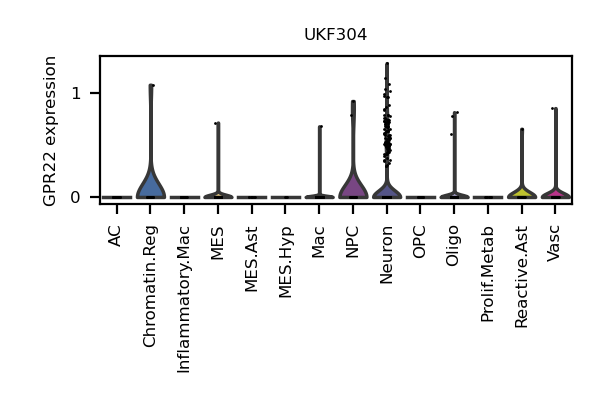 UKF304
GPR22 expression
1
0
AC
Chromatin.Reg
Inflammatory.Mac
MES
MES.Ast
MES.Hyp
Mac
NPC
Neuron
OPC
Oligo
Prolif.Metab
Reactive.Ast
Vasc